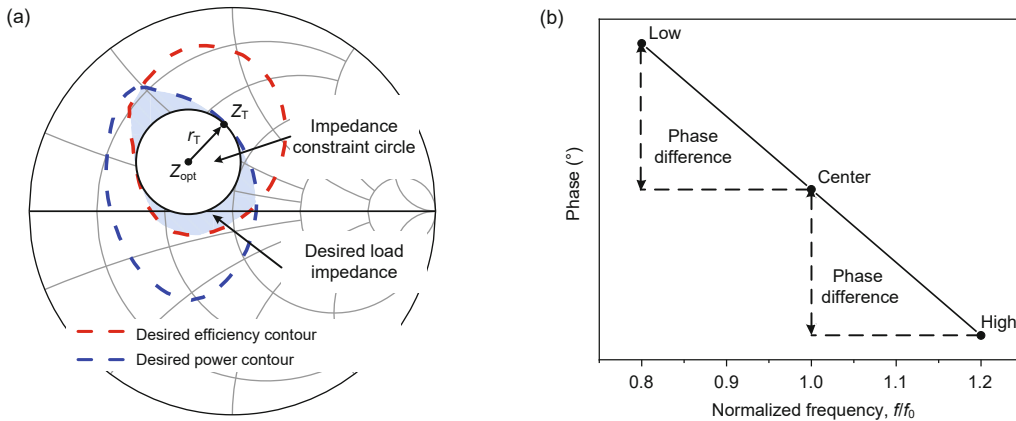 (a)
Z_T
r_T
Z_opt
Impedance
constraint circle
Desired load
impedance
Desired efficiency contour
Desired power contour
(b)
Phase (°)
Low
Phase
difference
Center
Phase
difference
High
0.8 0.9 1.0 1.1 1.2
Normalized frequency, f/f_0